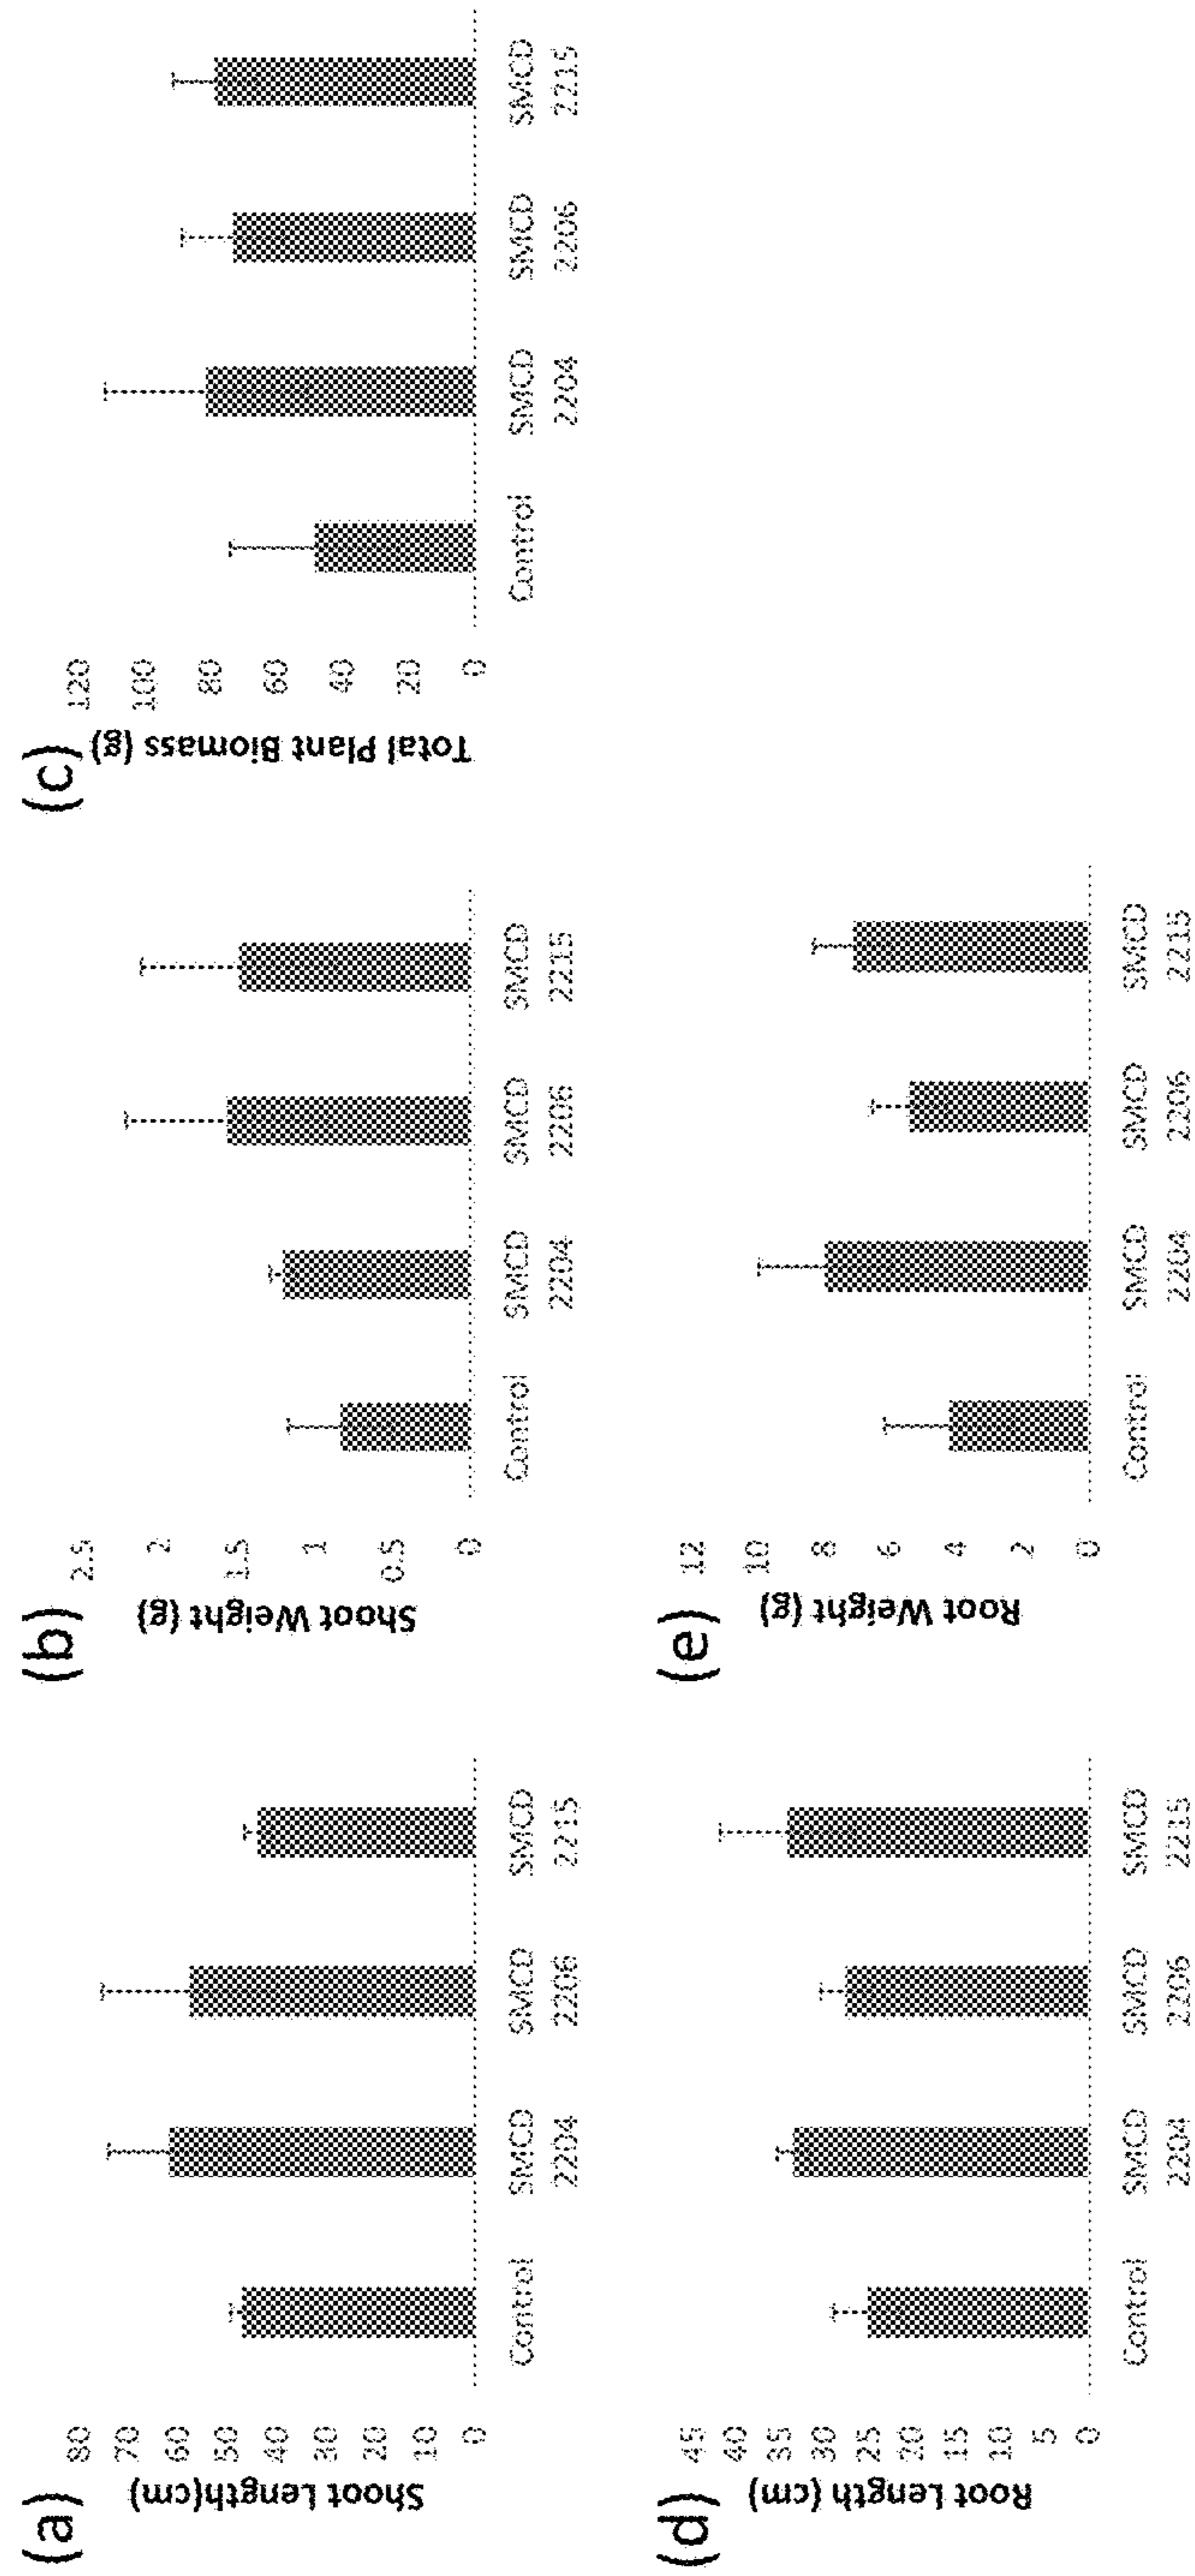 (a)
Shoot Length(cm)
80
70
60
50
40
30
20
10
0
Control
SMCD
2204
SMCD
2206
SMCD
2215
(b)
Shoot Weight (g)
2.5
2
1.5
1
0.5
0
Control
SMCD
2204
SMCD
2206
SMCD
2215
(c)
Total Plant Biomass (g)
120
100
80
60
40
20
0
Control
SMCD
2204
SMCD
2206
SMCD
2215
(d)
Root Length (cm)
45
40
35
30
25
20
15
10
5
0
Control
SMCD
2204
SMCD
2206
SMCD
2215
(e)
Root Weight (g)
12
10
8
6
4
2
0
Control
SMCD
2204
SMCD
2206
SMCD
2215